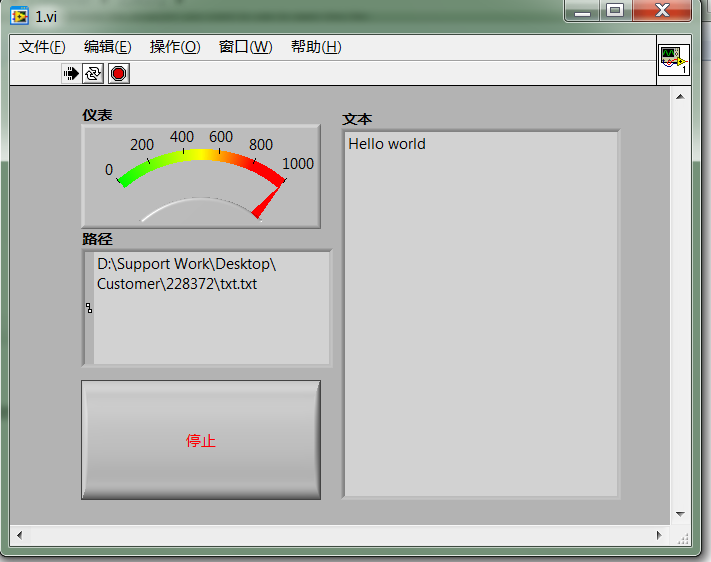 1.vi
文件(F) 编辑(E) 操作(O) 窗口(W) 帮助(H)
1
仪表
0 200 400 600 800 1000
路径
D:\Support Work\Desktop\
Customer\228372\txt.txt
停止
文本
Hello world